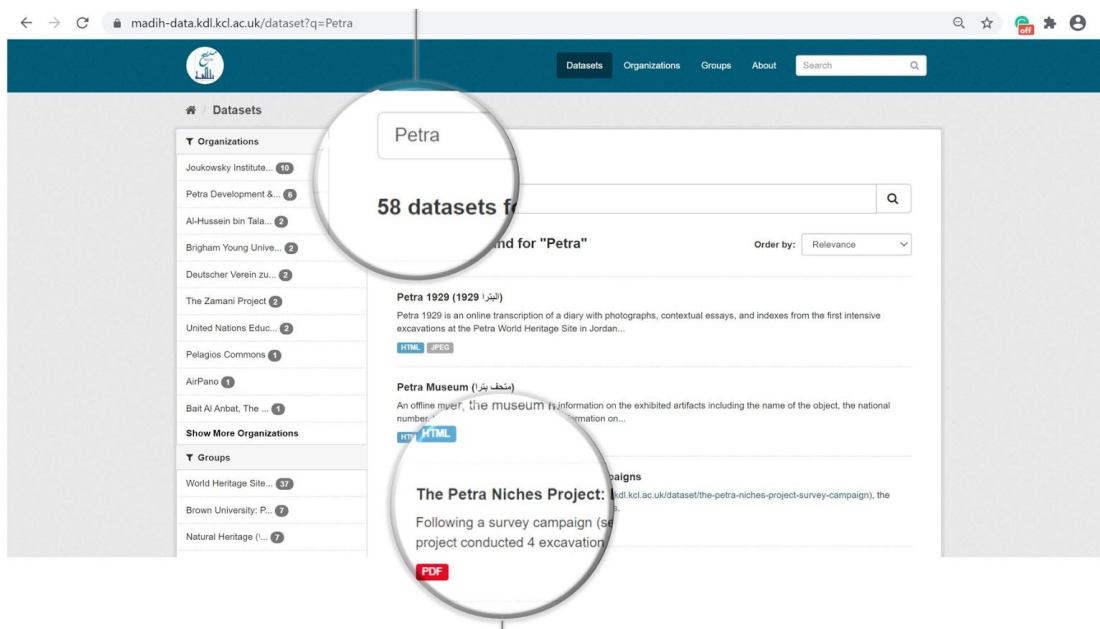 madih-data.kdl.kcl.ac.uk/dataset?q=Petra
off
Datasets Organizations Groups About Search
Datasets
Organizations
Joukowsky Institute... 10
Petra Development &... 6
Al-Hussein bin Tala... 2
Brigham Young Unive... 2
Deutscher Verein zu... 2
The Zamani Project 2
United Nations Educ... 2
Pelagios Commons 1
AirPano 1
Bait Al Anbat, The ... 1
Show More Organizations
Groups
World Heritage Site... 37
Brown University: P... 7
Natural Heritage (... 7
Petra
58 datasets
nd for "Petra"
Order by: Relevance
Petra 1929 (البترا 1929)
Petra 1929 is an online transcription of a diary with photographs, contextual essays, and indexes from the first intensive
excavations at the Petra World Heritage Site in Jordan...
HTML JPEG
Petra Museum (متحف بترا)
An offline the museum information on the exhibited artifacts including the name of the object, the national
number, rmation on...
HTML
The Petra Niches Project: paigns
kdl.kcl.ac.uk/dataset/the-petra-niches-project-survey-campaign), the
Following a survey campaign (se
project conducted 4 excavation
PDF